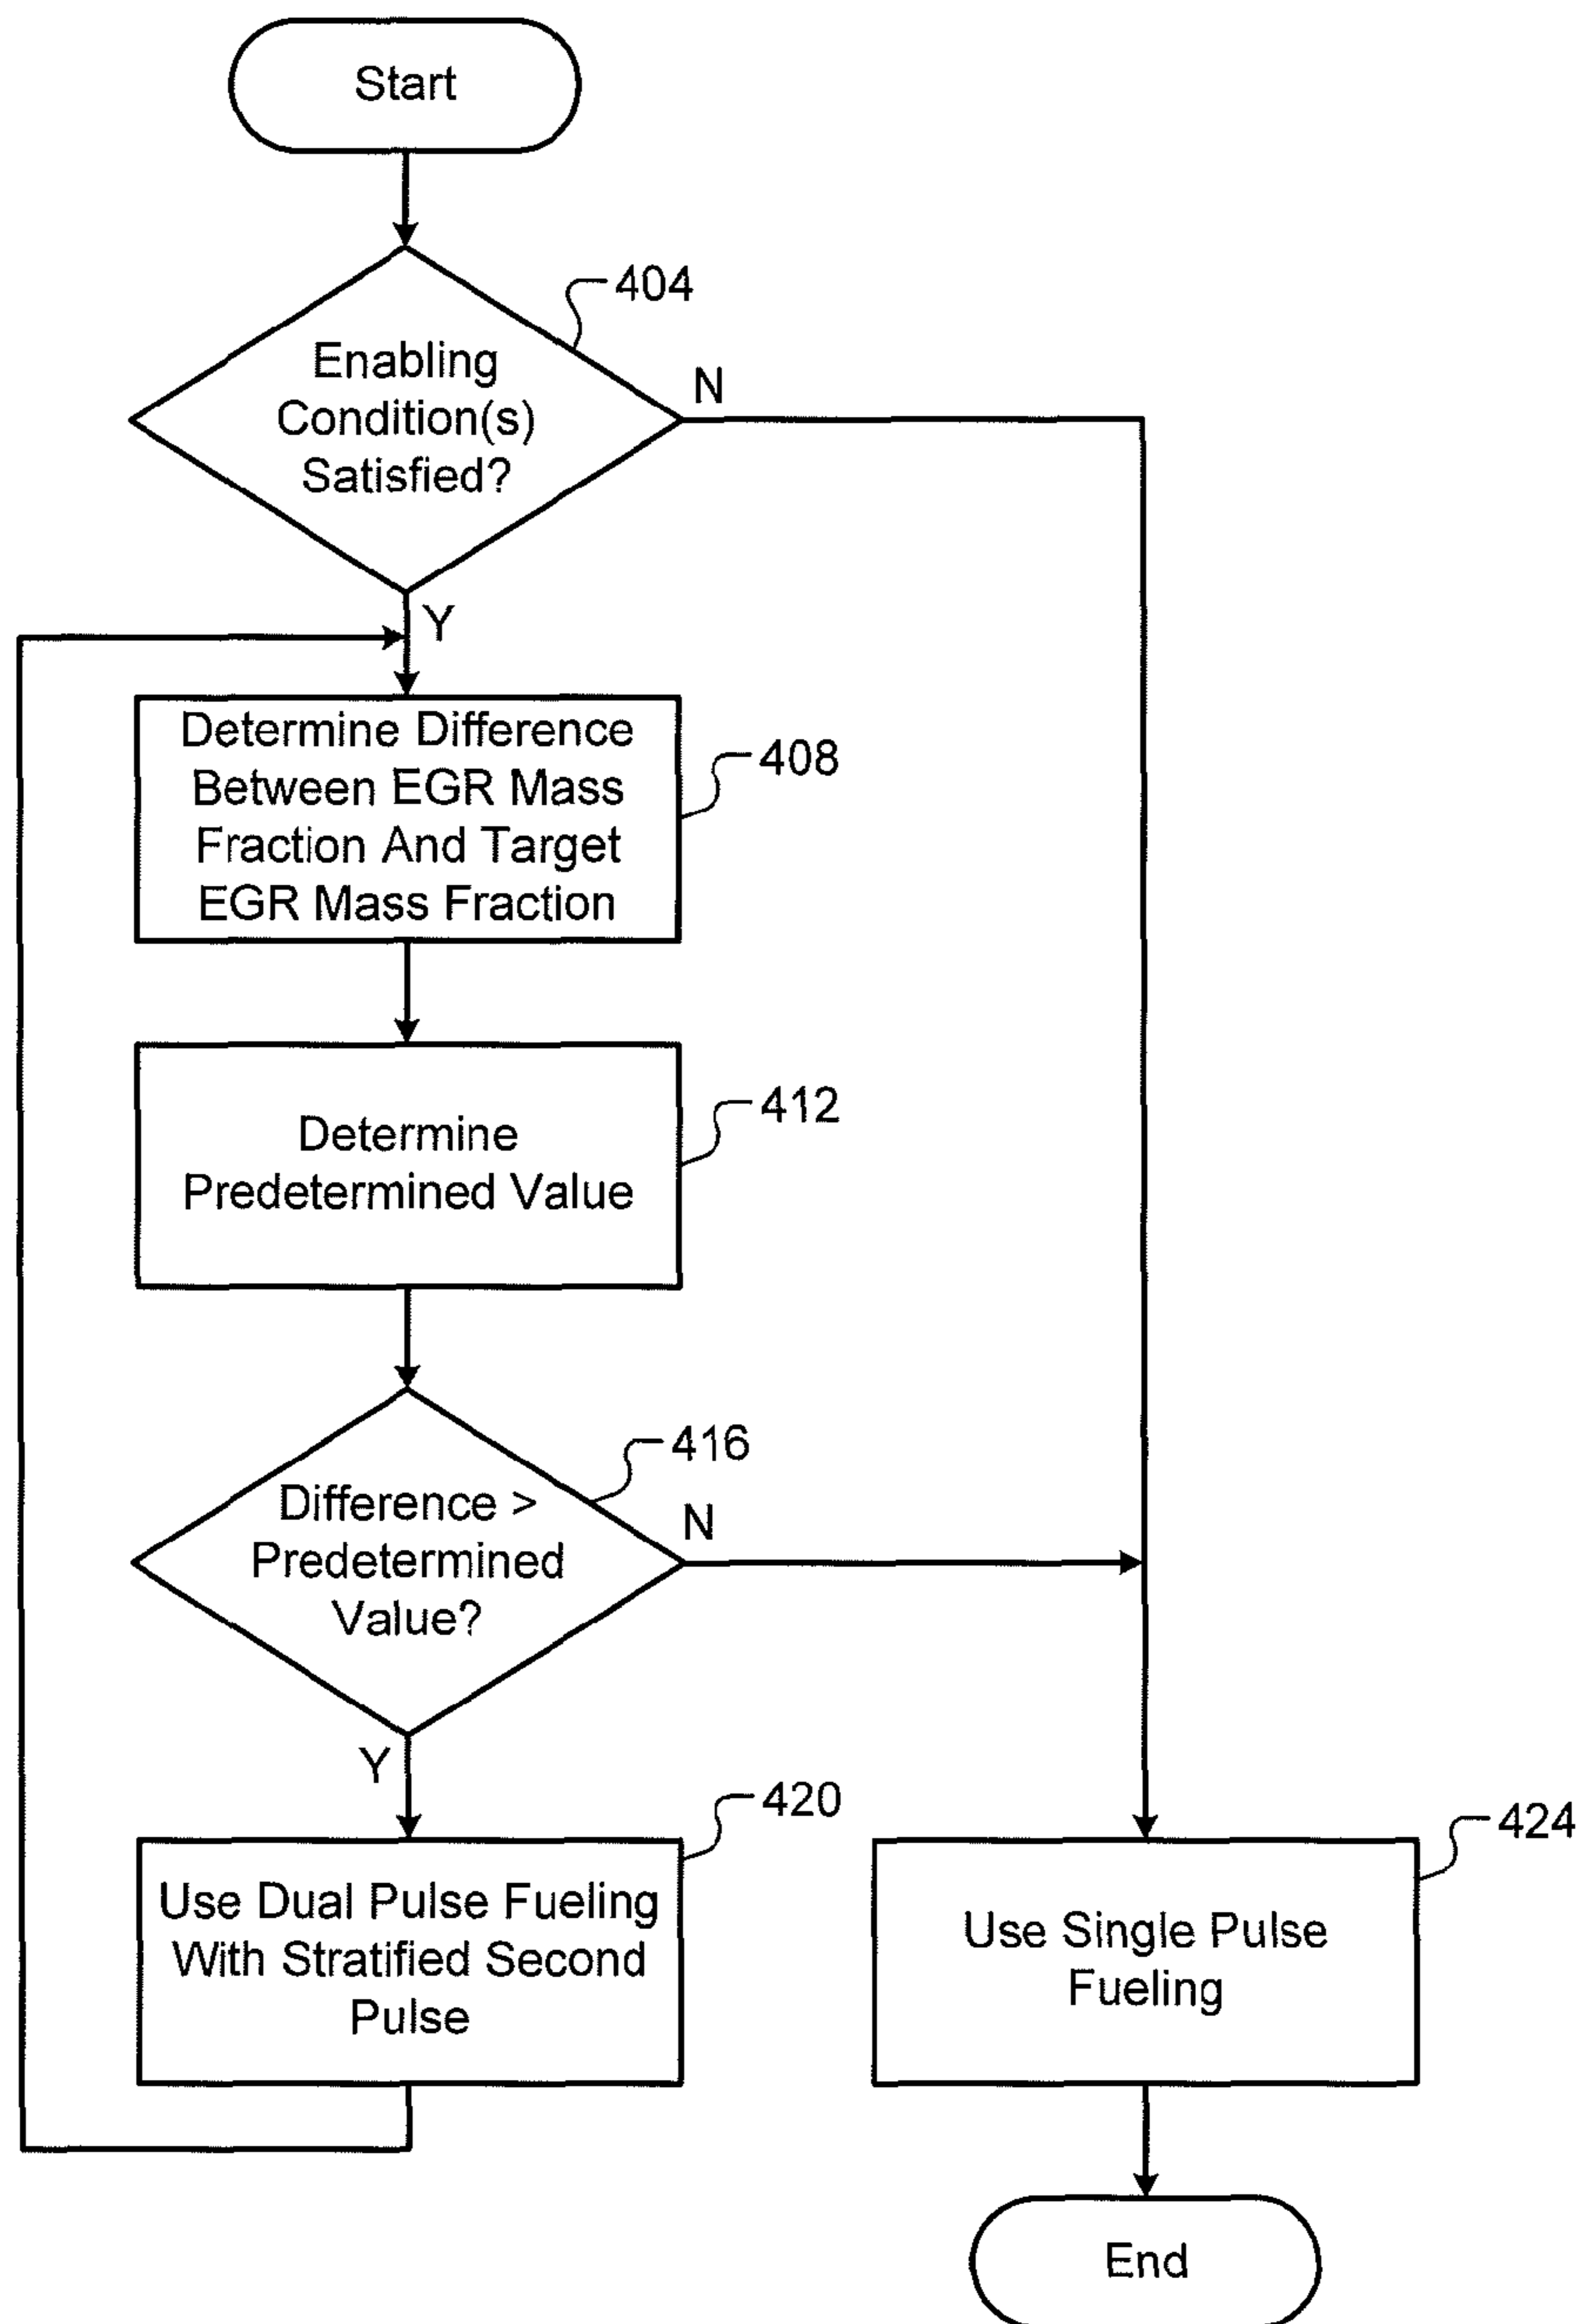 Start
404
Enabling
Condition(s)
Satisfied?
N
Y
Determine Difference
Between EGR Mass
Fraction And Target
EGR Mass Fraction
408
Determine
Predetermined Value
412
416
Difference >
Predetermined
Value?
N
Y
420
Use Dual Pulse Fueling
With Stratified Second
Pulse
424
Use Single Pulse
Fueling
End